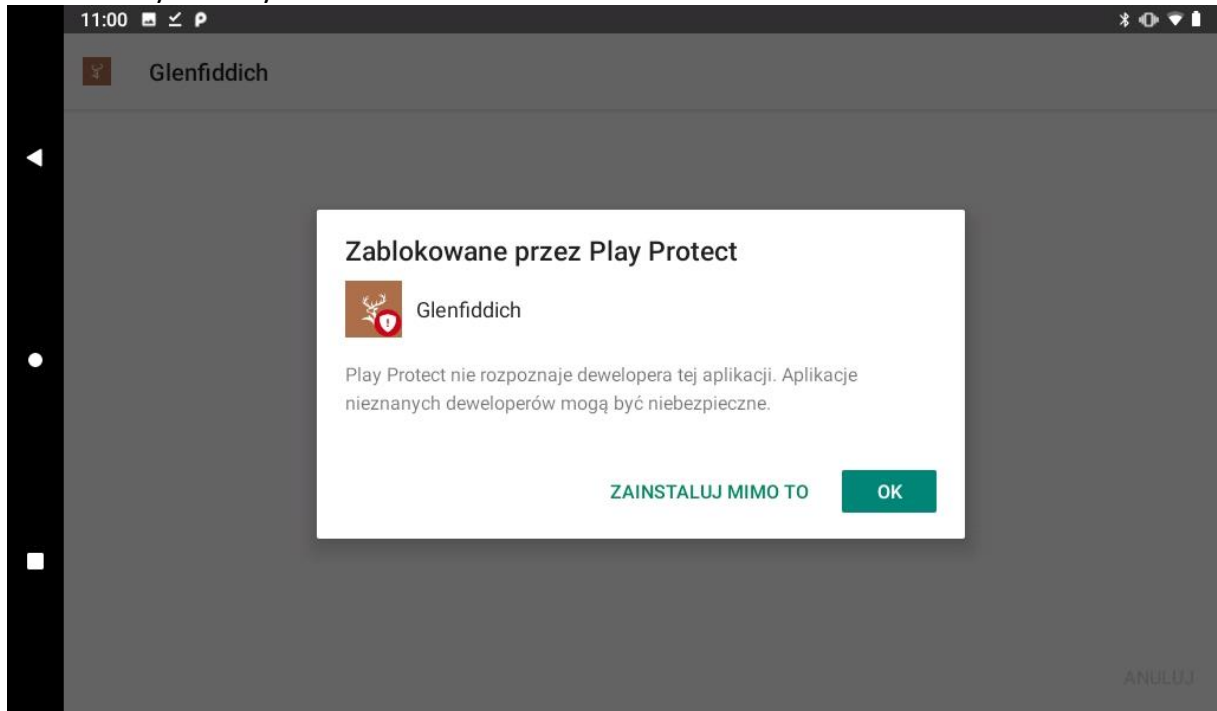 11:00
Glenfiddich
Zablokowane przez Play Protect
Glenfiddich
Play Protect nie rozpoznaje dewelopera tej aplikacji. Aplikacje
nieznanych deweloperów mogą być niebezpieczne.
ZAINSTALUJ MIMO TO OK
ANULUJ